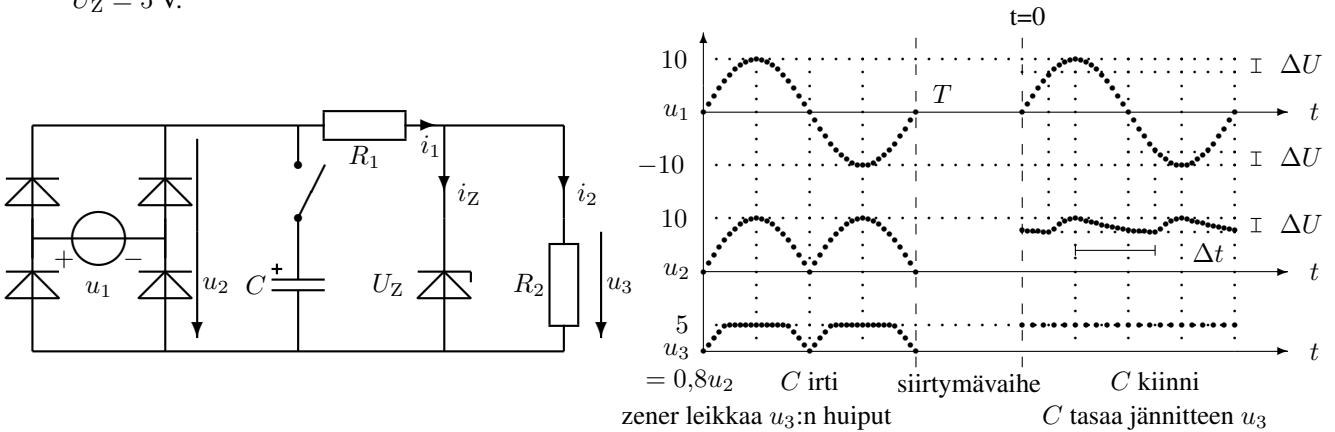 U_Z = 5 V.
R_1
i_1
i_Z
i_2
+
−
u_1
u_2
+
C
U_Z
R_2
u_3
t=0
10
u_1
−10
T
ΔU
t
ΔU
10
u_2
ΔU
Δt
t
5
u_3
t
= 0,8u_2
C irti
siirtymävaihe
C kiinni
zener leikkaa u_3:n huiput
C tasaa jännitteen u_3